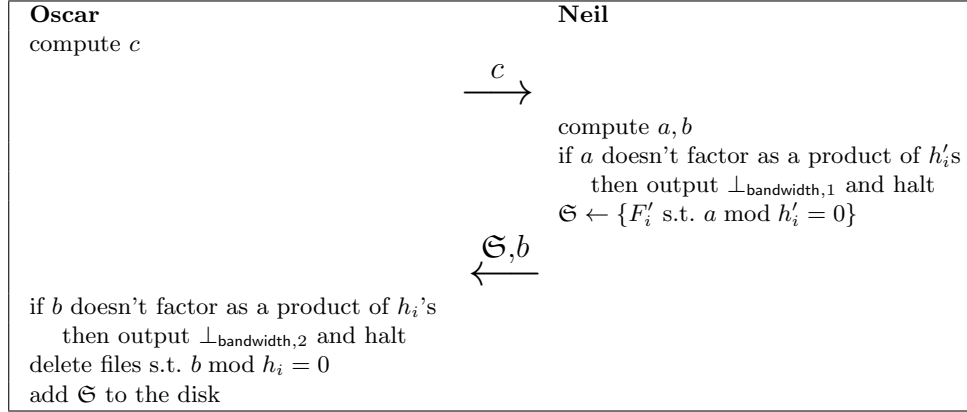 Oscar Neil
compute c
c
compute a, b
if a doesn't factor as a product of h′ᵢs
then output ⊥bandwidth,1 and halt
𝔖 ← {F′ᵢ s.t. a mod h′ᵢ = 0}
𝔖,b
if b doesn't factor as a product of hᵢ's
then output ⊥bandwidth,2 and halt
delete files s.t. b mod hᵢ = 0
add 𝔖 to the disk